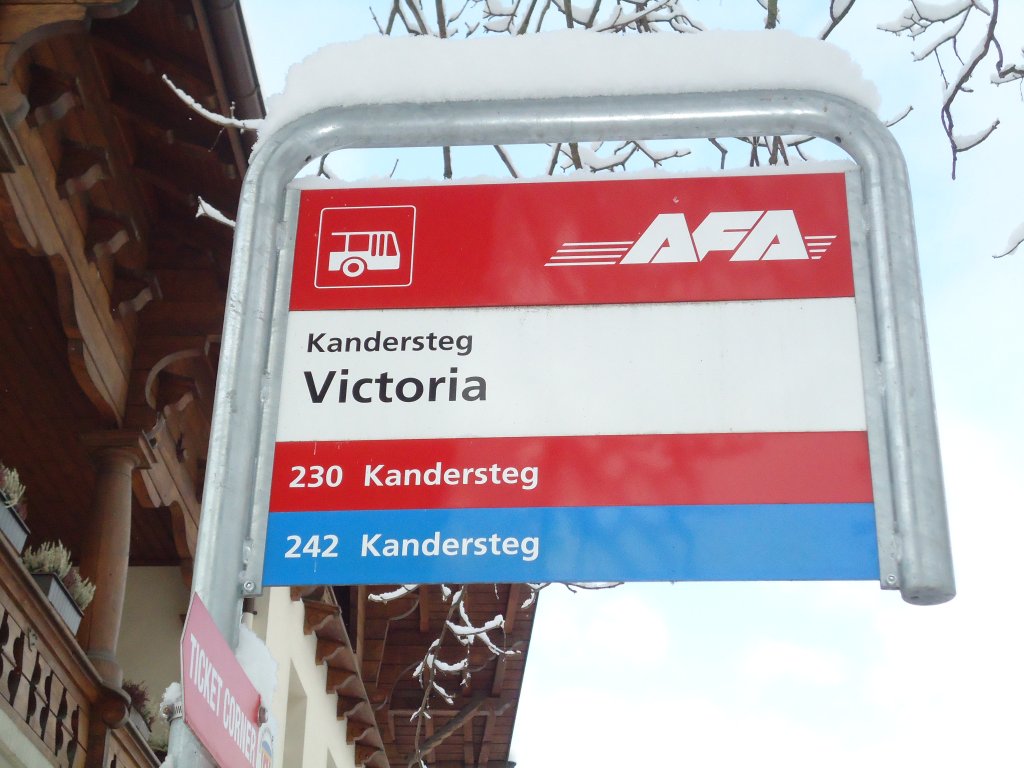 AFA
Kandersteg
Victoria
230 Kandersteg
242 Kandersteg
TICKET CORNER